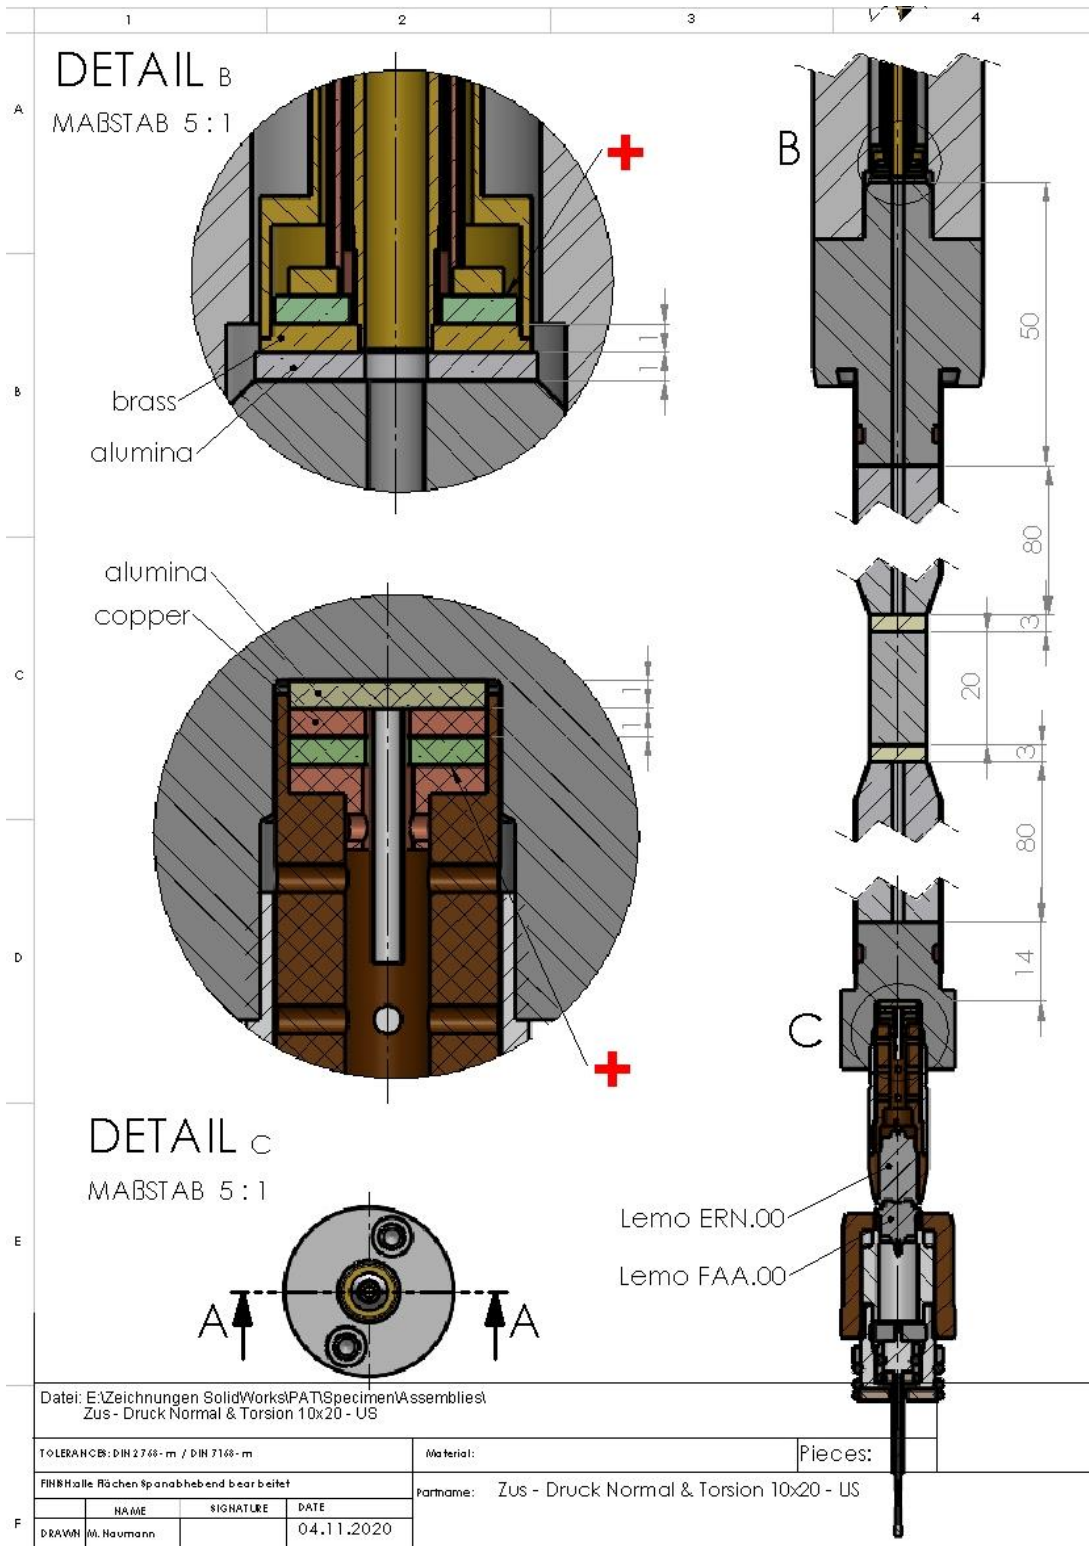 1 2 3 4
DETAIL B
MAßSTAB 5 : 1
A
B
brass
alumina
1
1
50
80
3
20
3
80
14
B
alumina
copper
1
1
C
D
C
DETAIL C
MAßSTAB 5 : 1
Lemo ERN.00
Lemo FAA.00
E
A A
Datei: E:\Zeichnungen SolidWorks\PAT\Specimen\Assemblies\
Zus - Druck Normal & Torsion 10x20 - US
TOLERANCES: DIN 2768 - m / DIN 7168 - m
Material:
Pieces:
FINISH: alle Flächen spanabhebend bearbeitet
Partname: Zus - Druck Normal & Torsion 10x20 - US
NAME SIGNATURE DATE
F
DRAWN M. Naumann 04.11.2020